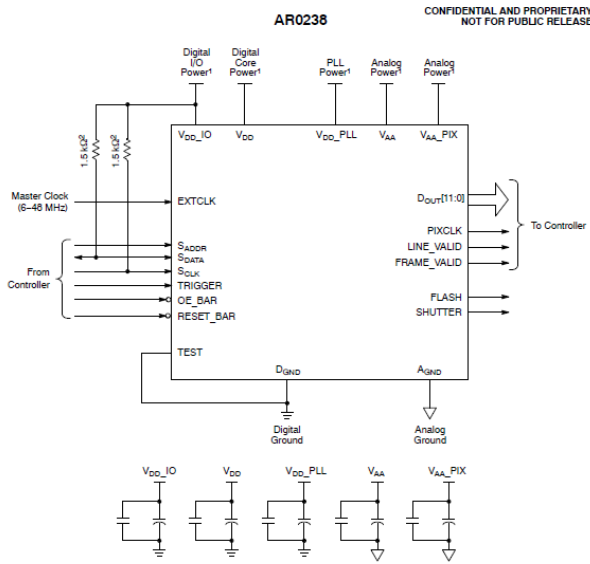 CONFIDENTIAL AND PROPRIETARY
NOT FOR PUBLIC RELEASE
AR0238
Digital
I/O
Power¹
Digital
Core
Power¹
PLL
Power¹
Analog
Power¹
Analog
Power¹
1.5 kΩ²
1.5 kΩ²
VDD_IO
VDD
VDD_PLL
VAA
VAA_PIX
Master Clock
(6–48 MHz)
EXTCLK
DOUT[11:0]
PIXCLK
LINE_VALID
FRAME_VALID
To Controller
From
Controller
SADDR
SDATA
SCLK
TRIGGER
OE_BAR
RESET_BAR
FLASH
SHUTTER
TEST
DGND
AGND
Digital
Ground
Analog
Ground
VDD_IO
VDD
VDD_PLL
VAA
VAA_PIX